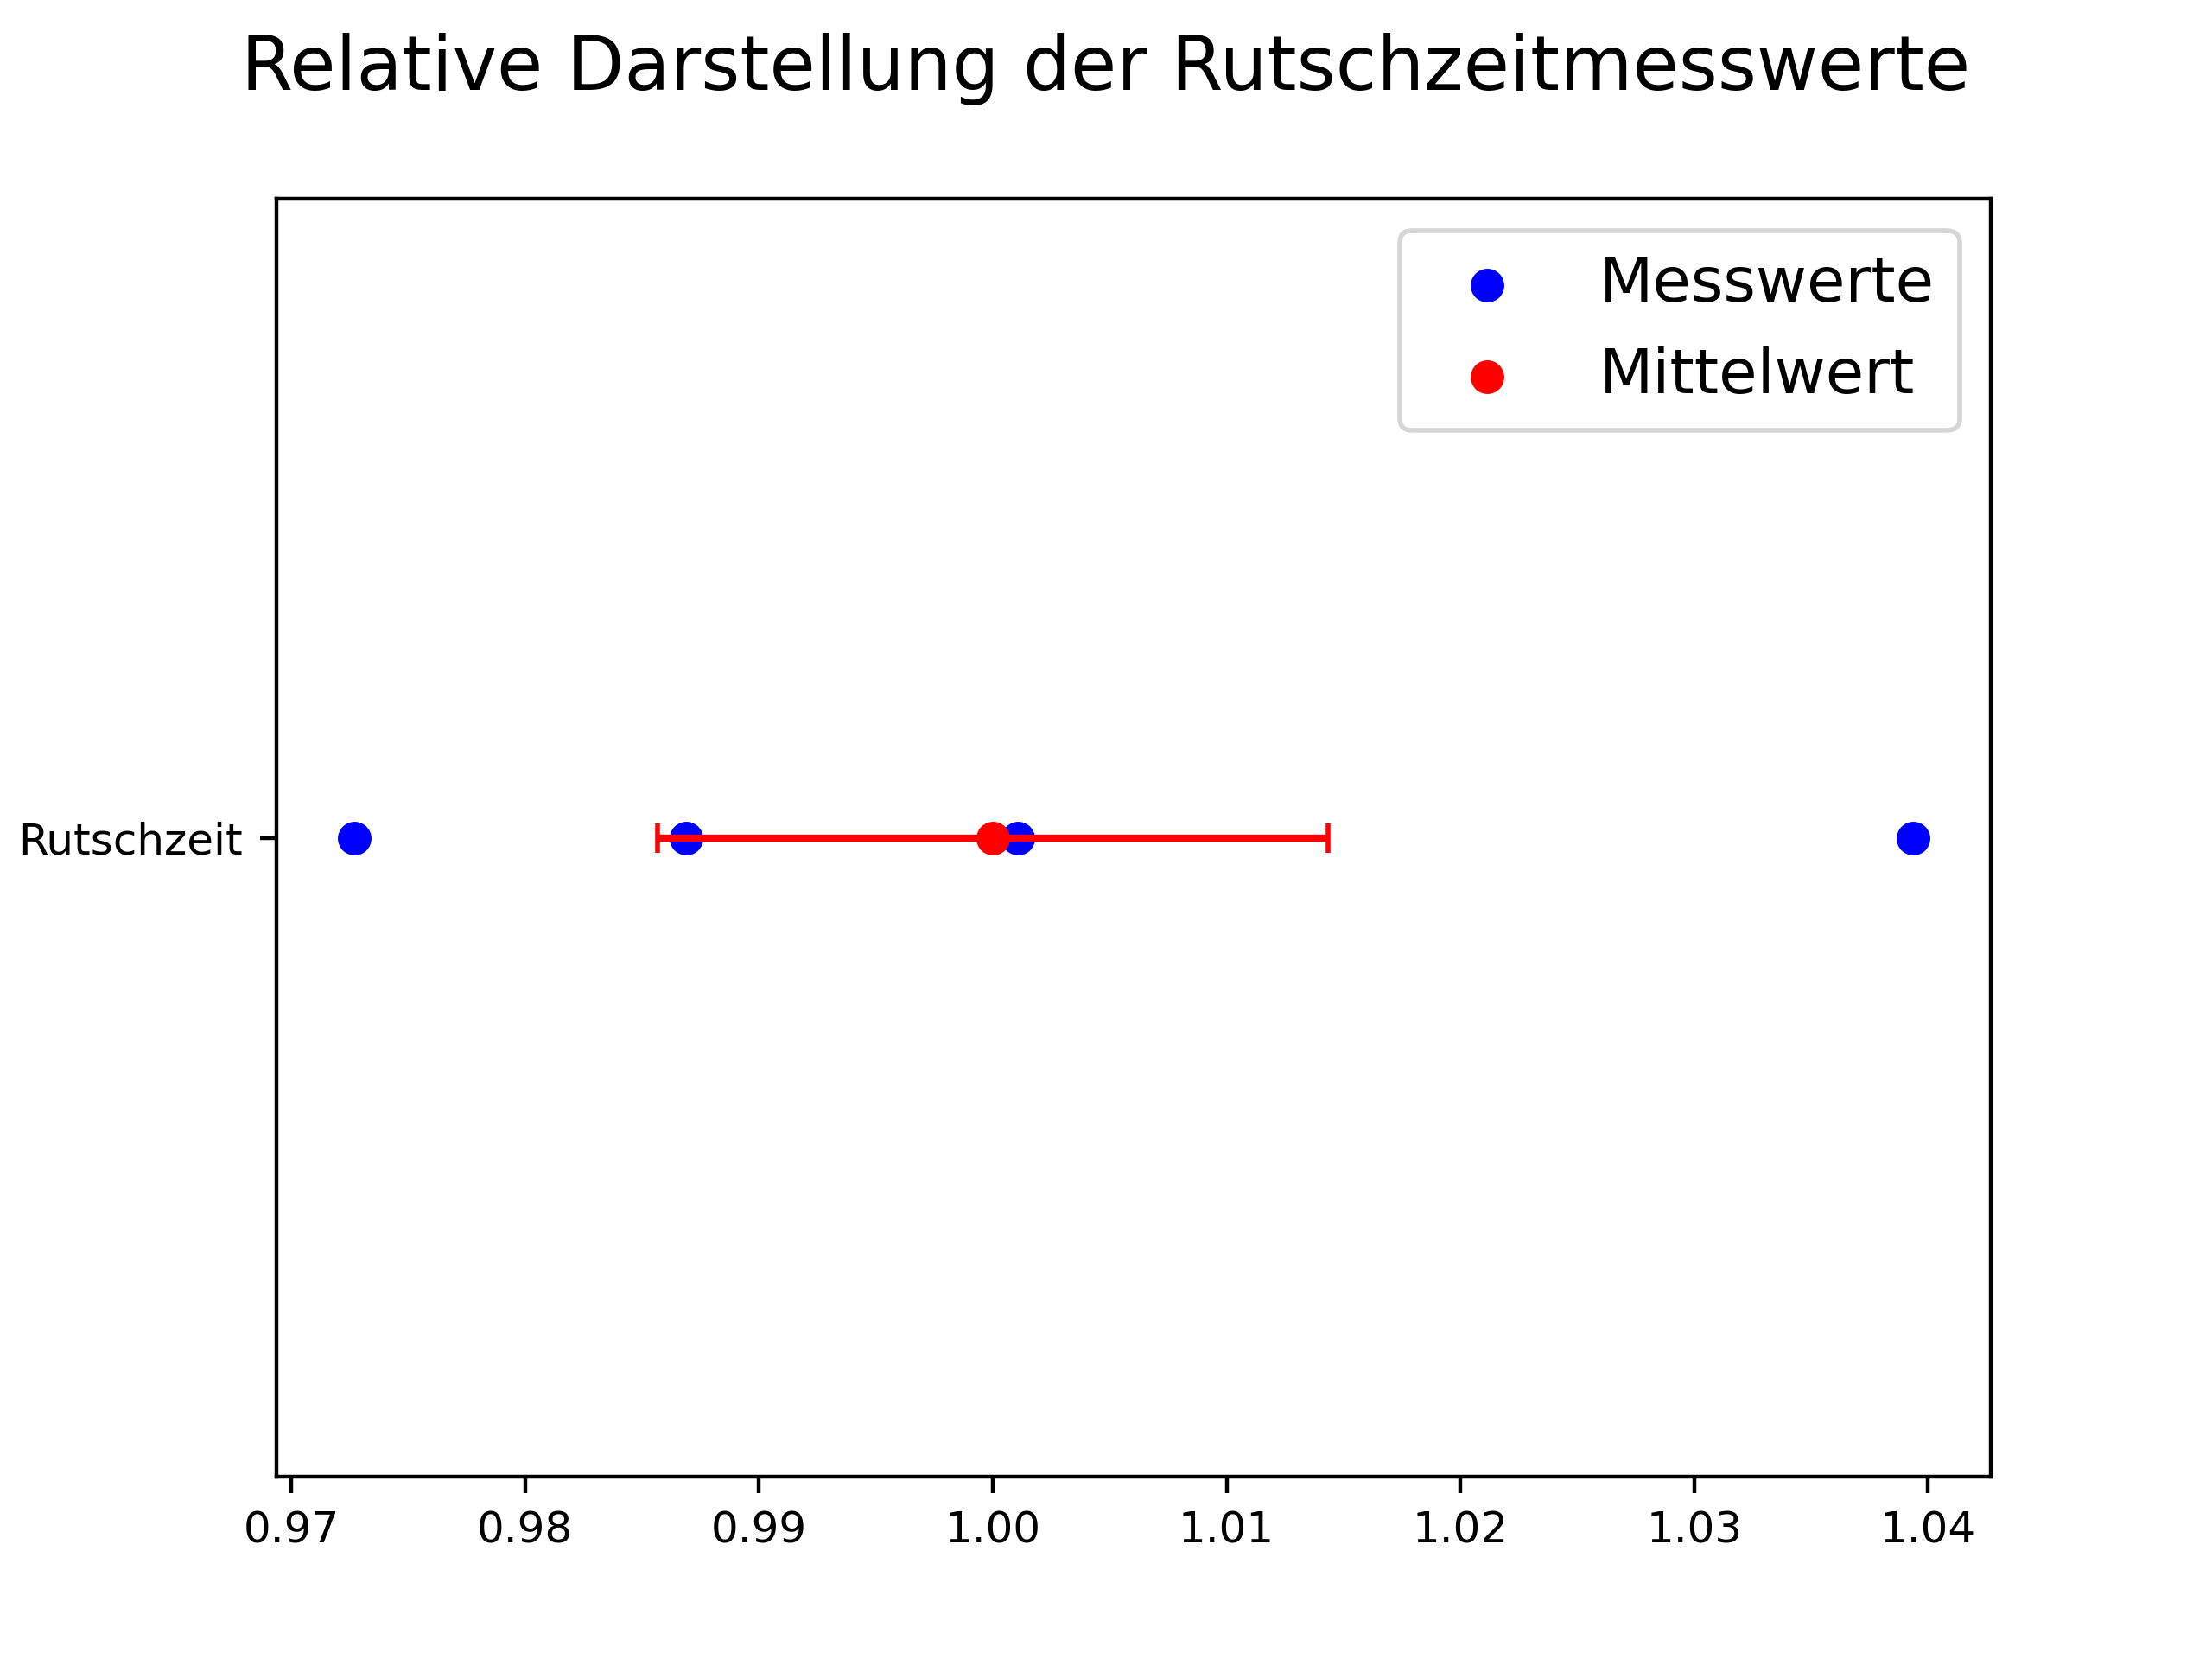 Relative Darstellung der Rutschzeitmesswerte
Messwerte
Mittelwert
Rutschzeit
0.97 0.98 0.99 1.00 1.01 1.02 1.03 1.04